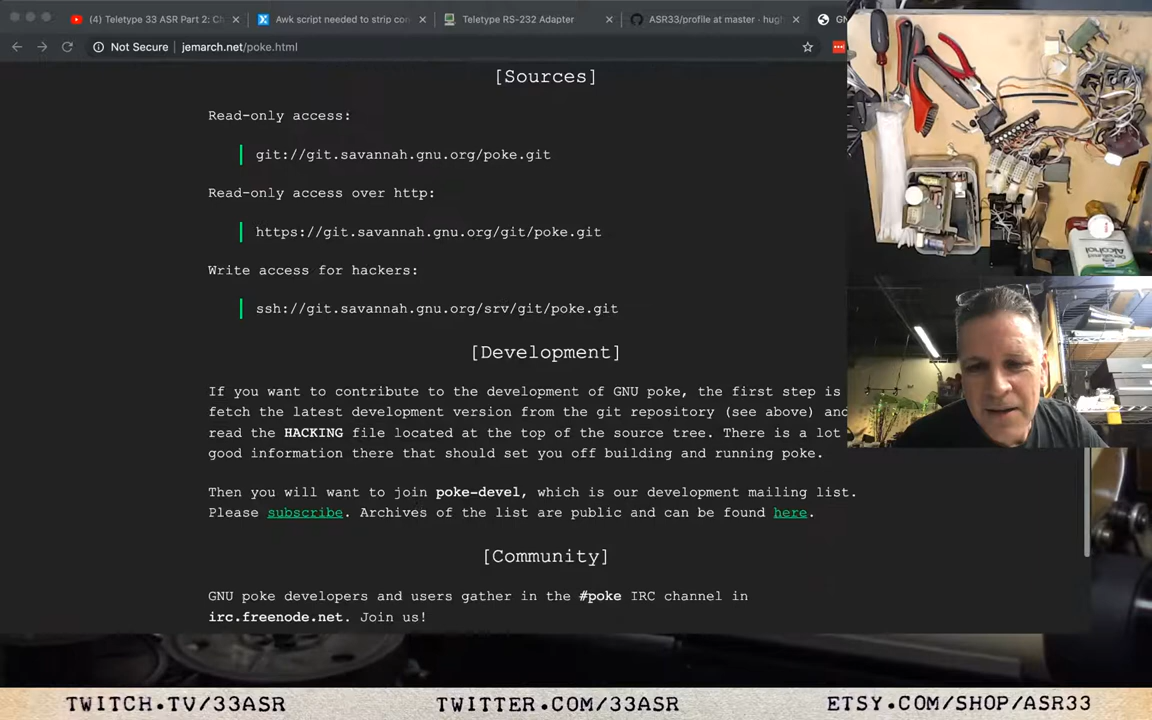 (4) Teletype 33 ASR Part 2: Ch
Awk script needed to strip con
Teletype RS-232 Adapter
ASR33/profile at master · hugh
GN
Not Secure | jemarch.net/poke.html
[Sources]
Read-only access:
git://git.savannah.gnu.org/poke.git
Read-only access over http:
https://git.savannah.gnu.org/git/poke.git
Write access for hackers:
ssh://git.savannah.gnu.org/srv/git/poke.git
[Development]
If you want to contribute to the development of GNU poke, the first step is
fetch the latest development version from the git repository (see above) and
read the HACKING file located at the top of the source tree. There is a lot
good information there that should set you off building and running poke.
Then you will want to join poke-devel, which is our development mailing list.
Please subscribe. Archives of the list are public and can be found here.
[Community]
GNU poke developers and users gather in the #poke IRC channel in
irc.freenode.net. Join us!
Alcohol
TWITCH.TV/33ASR
TWITTER.COM/33ASR
ETSY.COM/SHOP/ASR33